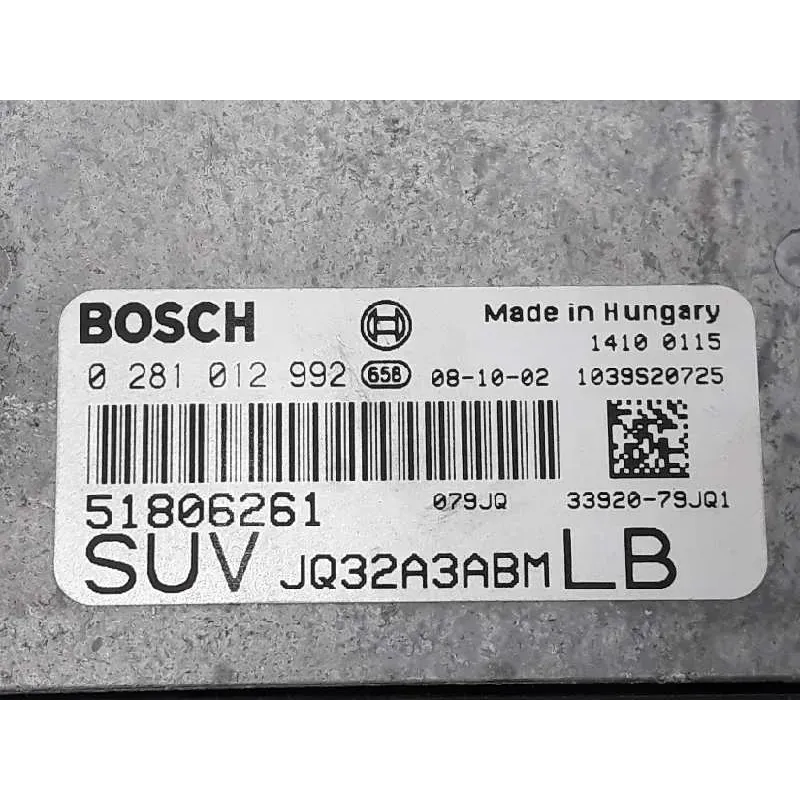 BOSCH Made in Hungary
1410 0115
0 281 012 992 658 08-10-02 1039S20725
51806261 079JQ 33920-79JQ1
SUV JQ32A3ABM LB